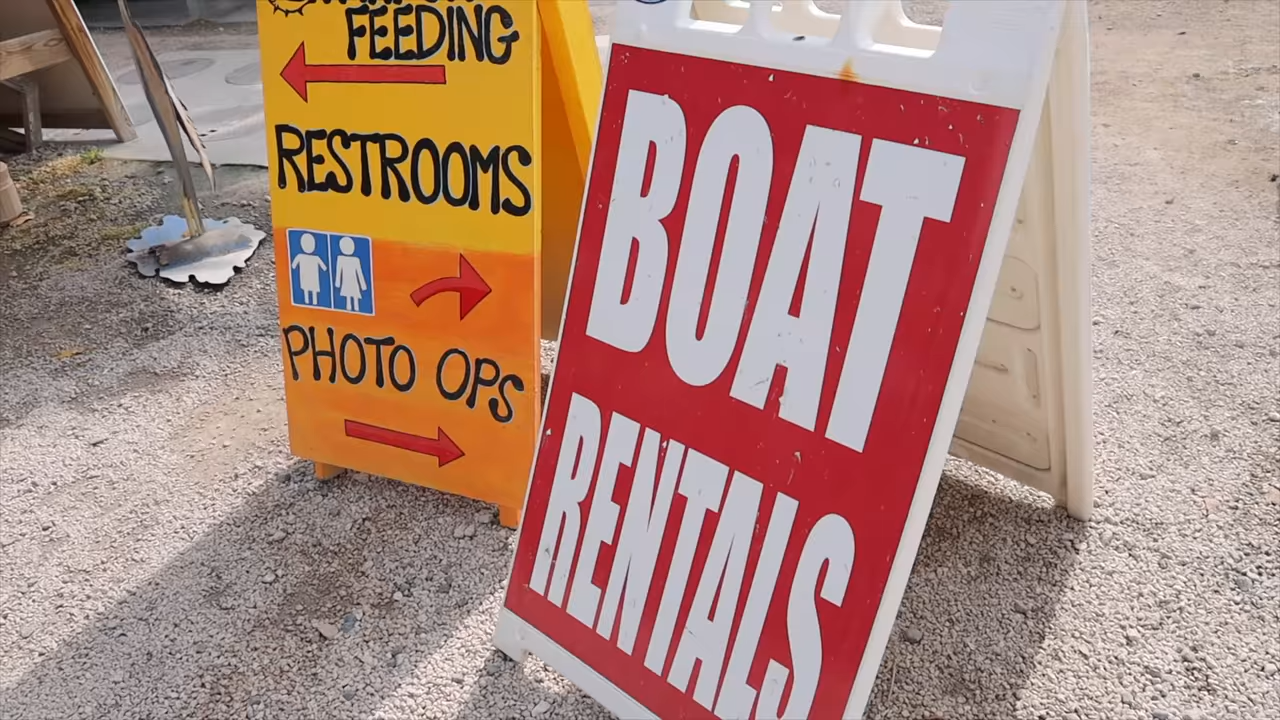 FEEDING
RESTROOMS
PHOTO OPS
BOAT
RENTALS